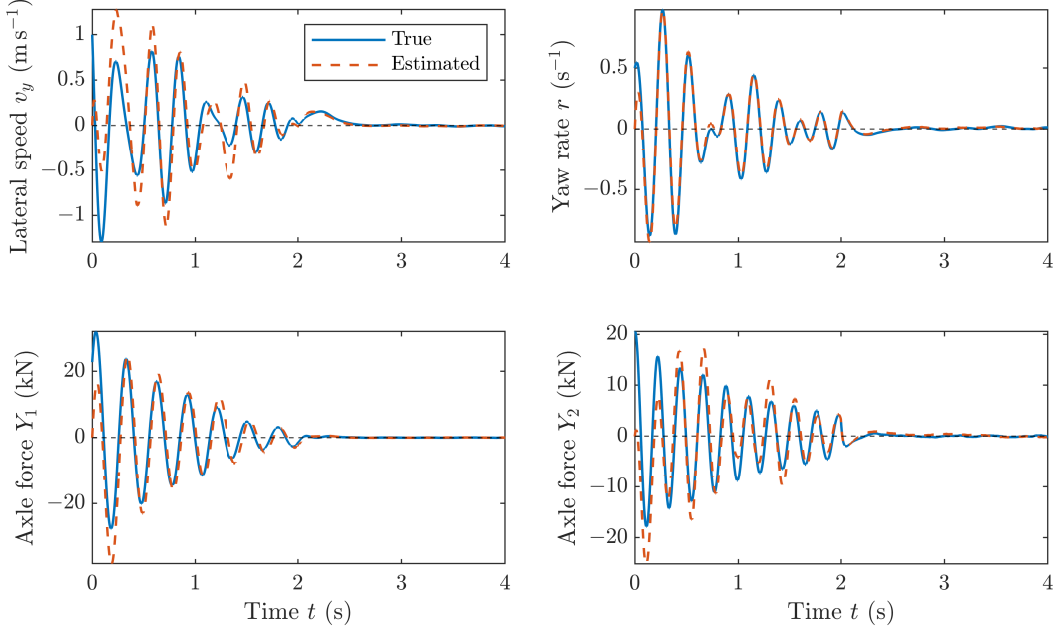 Lateral speed v_y (m s⁻¹)
1
0.5
0
−0.5
−1
0 1 2 3 4
True
Estimated
Yaw rate r (s⁻¹)
0.5
0
−0.5
0 1 2 3 4
Axle force Y₁ (kN)
20
0
−20
0 1 2 3 4
Time t (s)
Axle force Y₂ (kN)
20
10
0
−10
−20
0 1 2 3 4
Time t (s)